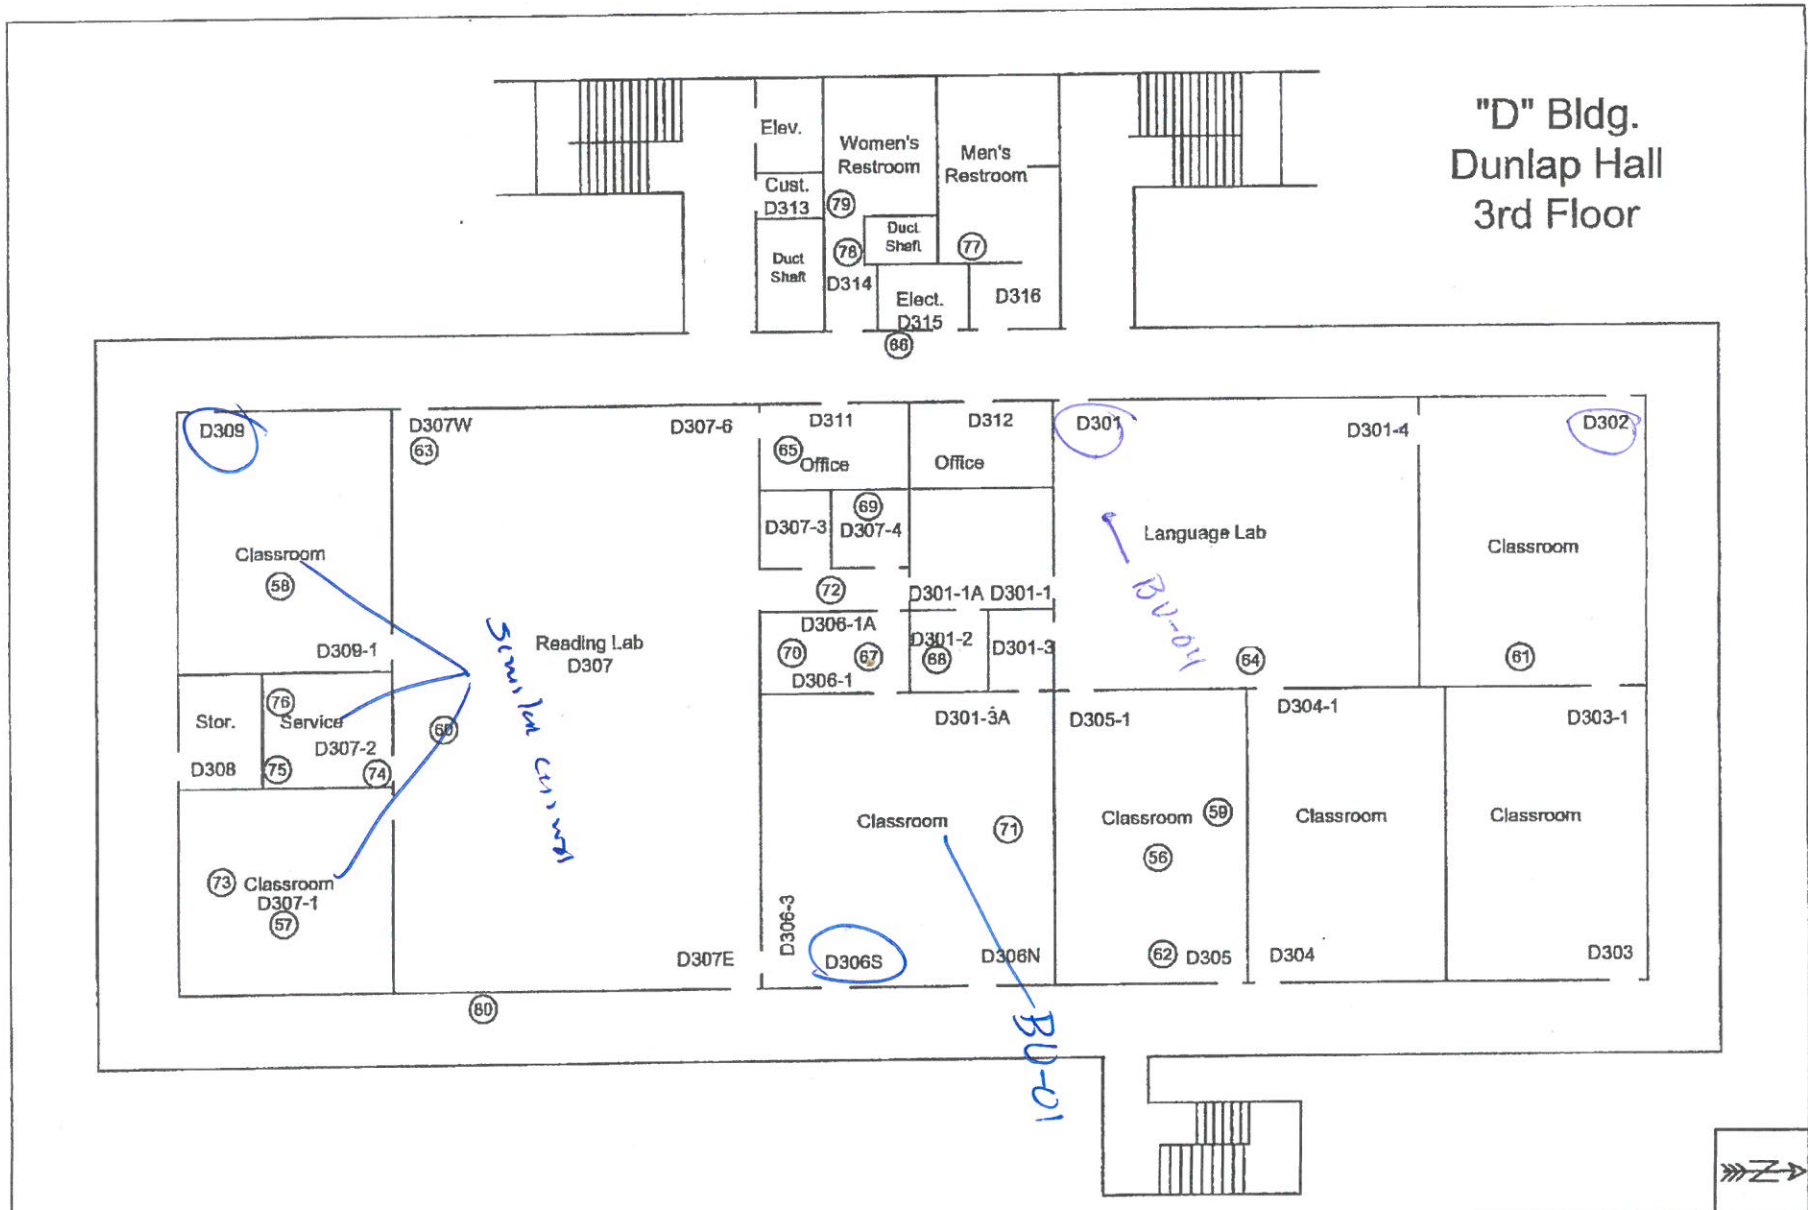 "D" Bldg.
Dunlap Hall
3rd Floor
Elev.
Women's
Restroom
Men's
Restroom
Cust.
D313
79
Duct
Shaft
78
77
Duct
Shaft
D314
Elect.
D315
D316
66
D309
D307W
63
D307-6
D311
65
Office
D312
Office
D301
D301-4
D302
69
D307-3
D307-4
Language Lab
Classroom
58
Classroom
72
D301-1A
D301-1
BU-04
D309-1
Reading Lab
D307
D306-1A
70
67
D306-1
D301-2
68
D301-3
64
61
Stor.
D308
76
Service
D307-2
75
74
60
D301-3A
D305-1
D304-1
D303-1
Classroom
71
Classroom
59
56
Classroom
Classroom
73
Classroom
D307-1
57
D307E
D306-3
D306S
D306N
62
D305
D304
D303
80
BU-01
N